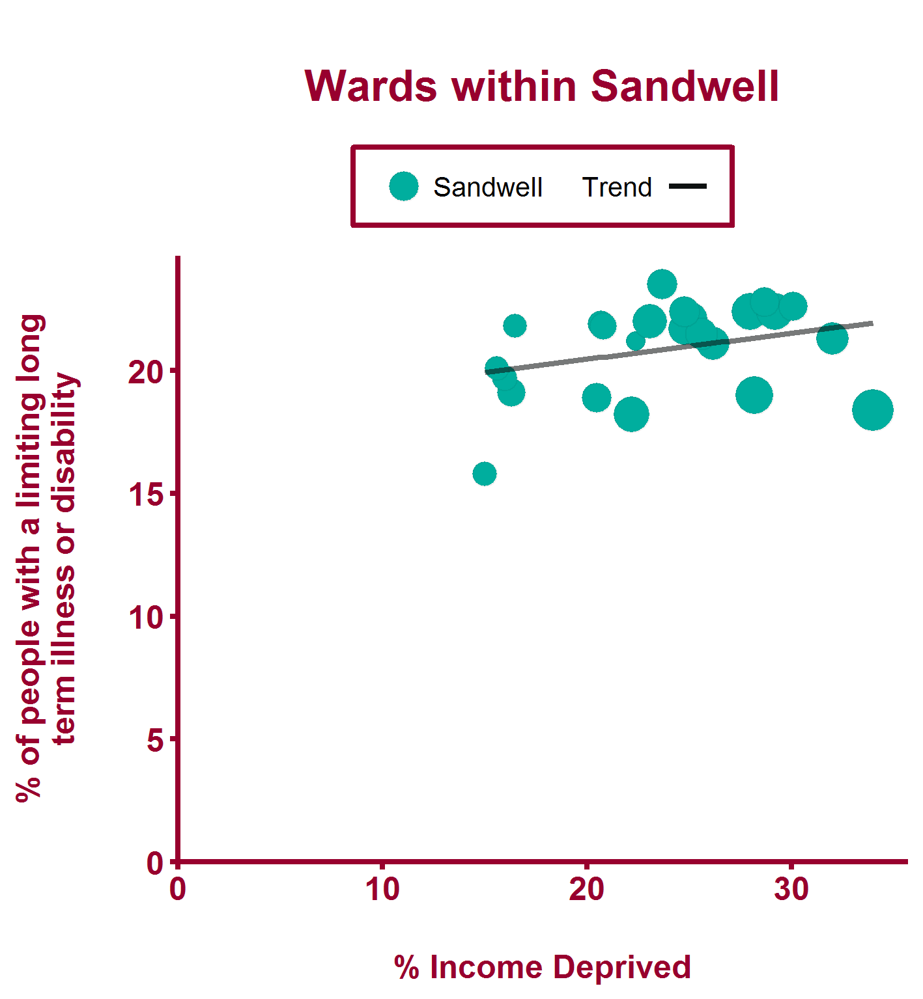 Wards within Sandwell
Sandwell Trend
% of people with a limiting long
term illness or disability
20
15
10
5
0
0 10 20 30
% Income Deprived